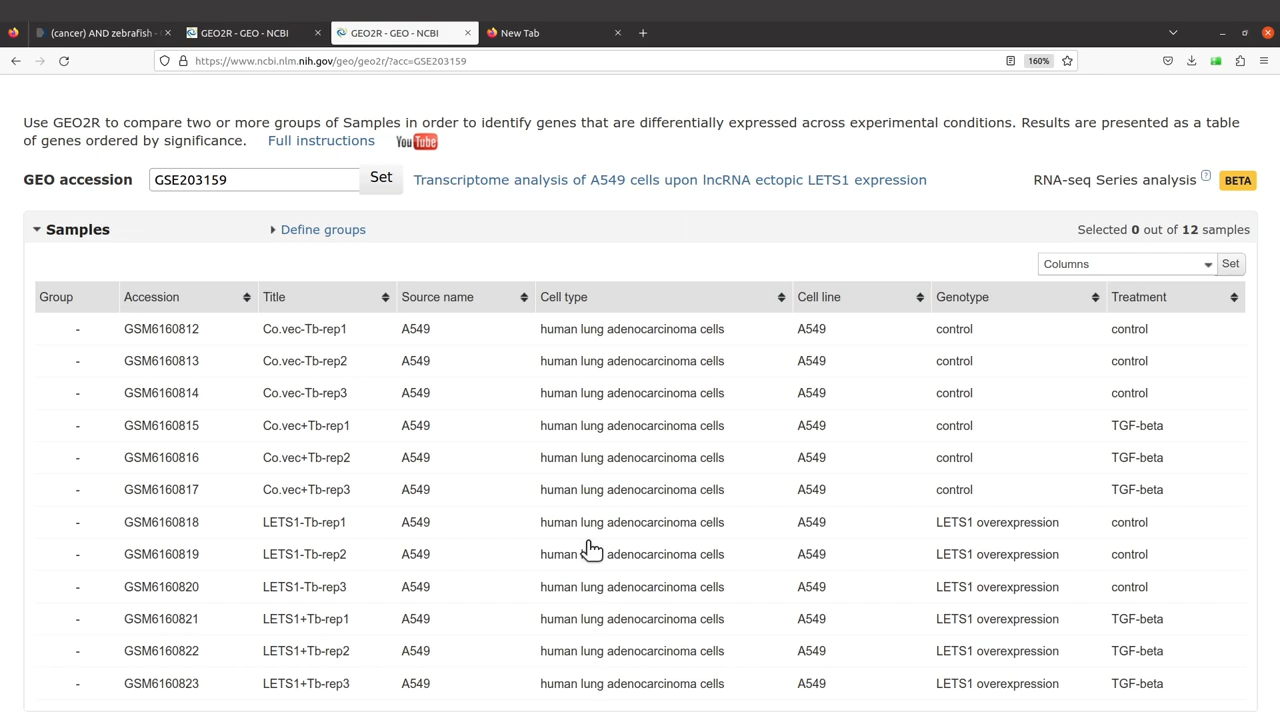 (cancer) AND zebrafish -
GEO2R - GEO - NCBI
GEO2R - GEO - NCBI
New Tab
https://www.ncbi.nlm.nih.gov/geo/geo2r/?acc=GSE203159
160%
Use GEO2R to compare two or more groups of Samples in order to identify genes that are differentially expressed across experimental conditions. Results are presented as a table
of genes ordered by significance. Full instructions YouTube
GEO accession GSE203159 Set Transcriptome analysis of A549 cells upon lncRNA ectopic LETS1 expression RNA-seq Series analysis ? BETA
Samples Define groups Selected 0 out of 12 samples
Columns Set
Group Accession Title Source name Cell type Cell line Genotype Treatment
- GSM6160812 Co.vec-Tb-rep1 A549 human lung adenocarcinoma cells A549 control control
- GSM6160813 Co.vec-Tb-rep2 A549 human lung adenocarcinoma cells A549 control control
- GSM6160814 Co.vec-Tb-rep3 A549 human lung adenocarcinoma cells A549 control control
- GSM6160815 Co.vec+Tb-rep1 A549 human lung adenocarcinoma cells A549 control TGF-beta
- GSM6160816 Co.vec+Tb-rep2 A549 human lung adenocarcinoma cells A549 control TGF-beta
- GSM6160817 Co.vec+Tb-rep3 A549 human lung adenocarcinoma cells A549 control TGF-beta
- GSM6160818 LETS1-Tb-rep1 A549 human lung adenocarcinoma cells A549 LETS1 overexpression control
- GSM6160819 LETS1-Tb-rep2 A549 human lung adenocarcinoma cells A549 LETS1 overexpression control
- GSM6160820 LETS1-Tb-rep3 A549 human lung adenocarcinoma cells A549 LETS1 overexpression control
- GSM6160821 LETS1+Tb-rep1 A549 human lung adenocarcinoma cells A549 LETS1 overexpression TGF-beta
- GSM6160822 LETS1+Tb-rep2 A549 human lung adenocarcinoma cells A549 LETS1 overexpression TGF-beta
- GSM6160823 LETS1+Tb-rep3 A549 human lung adenocarcinoma cells A549 LETS1 overexpression TGF-beta